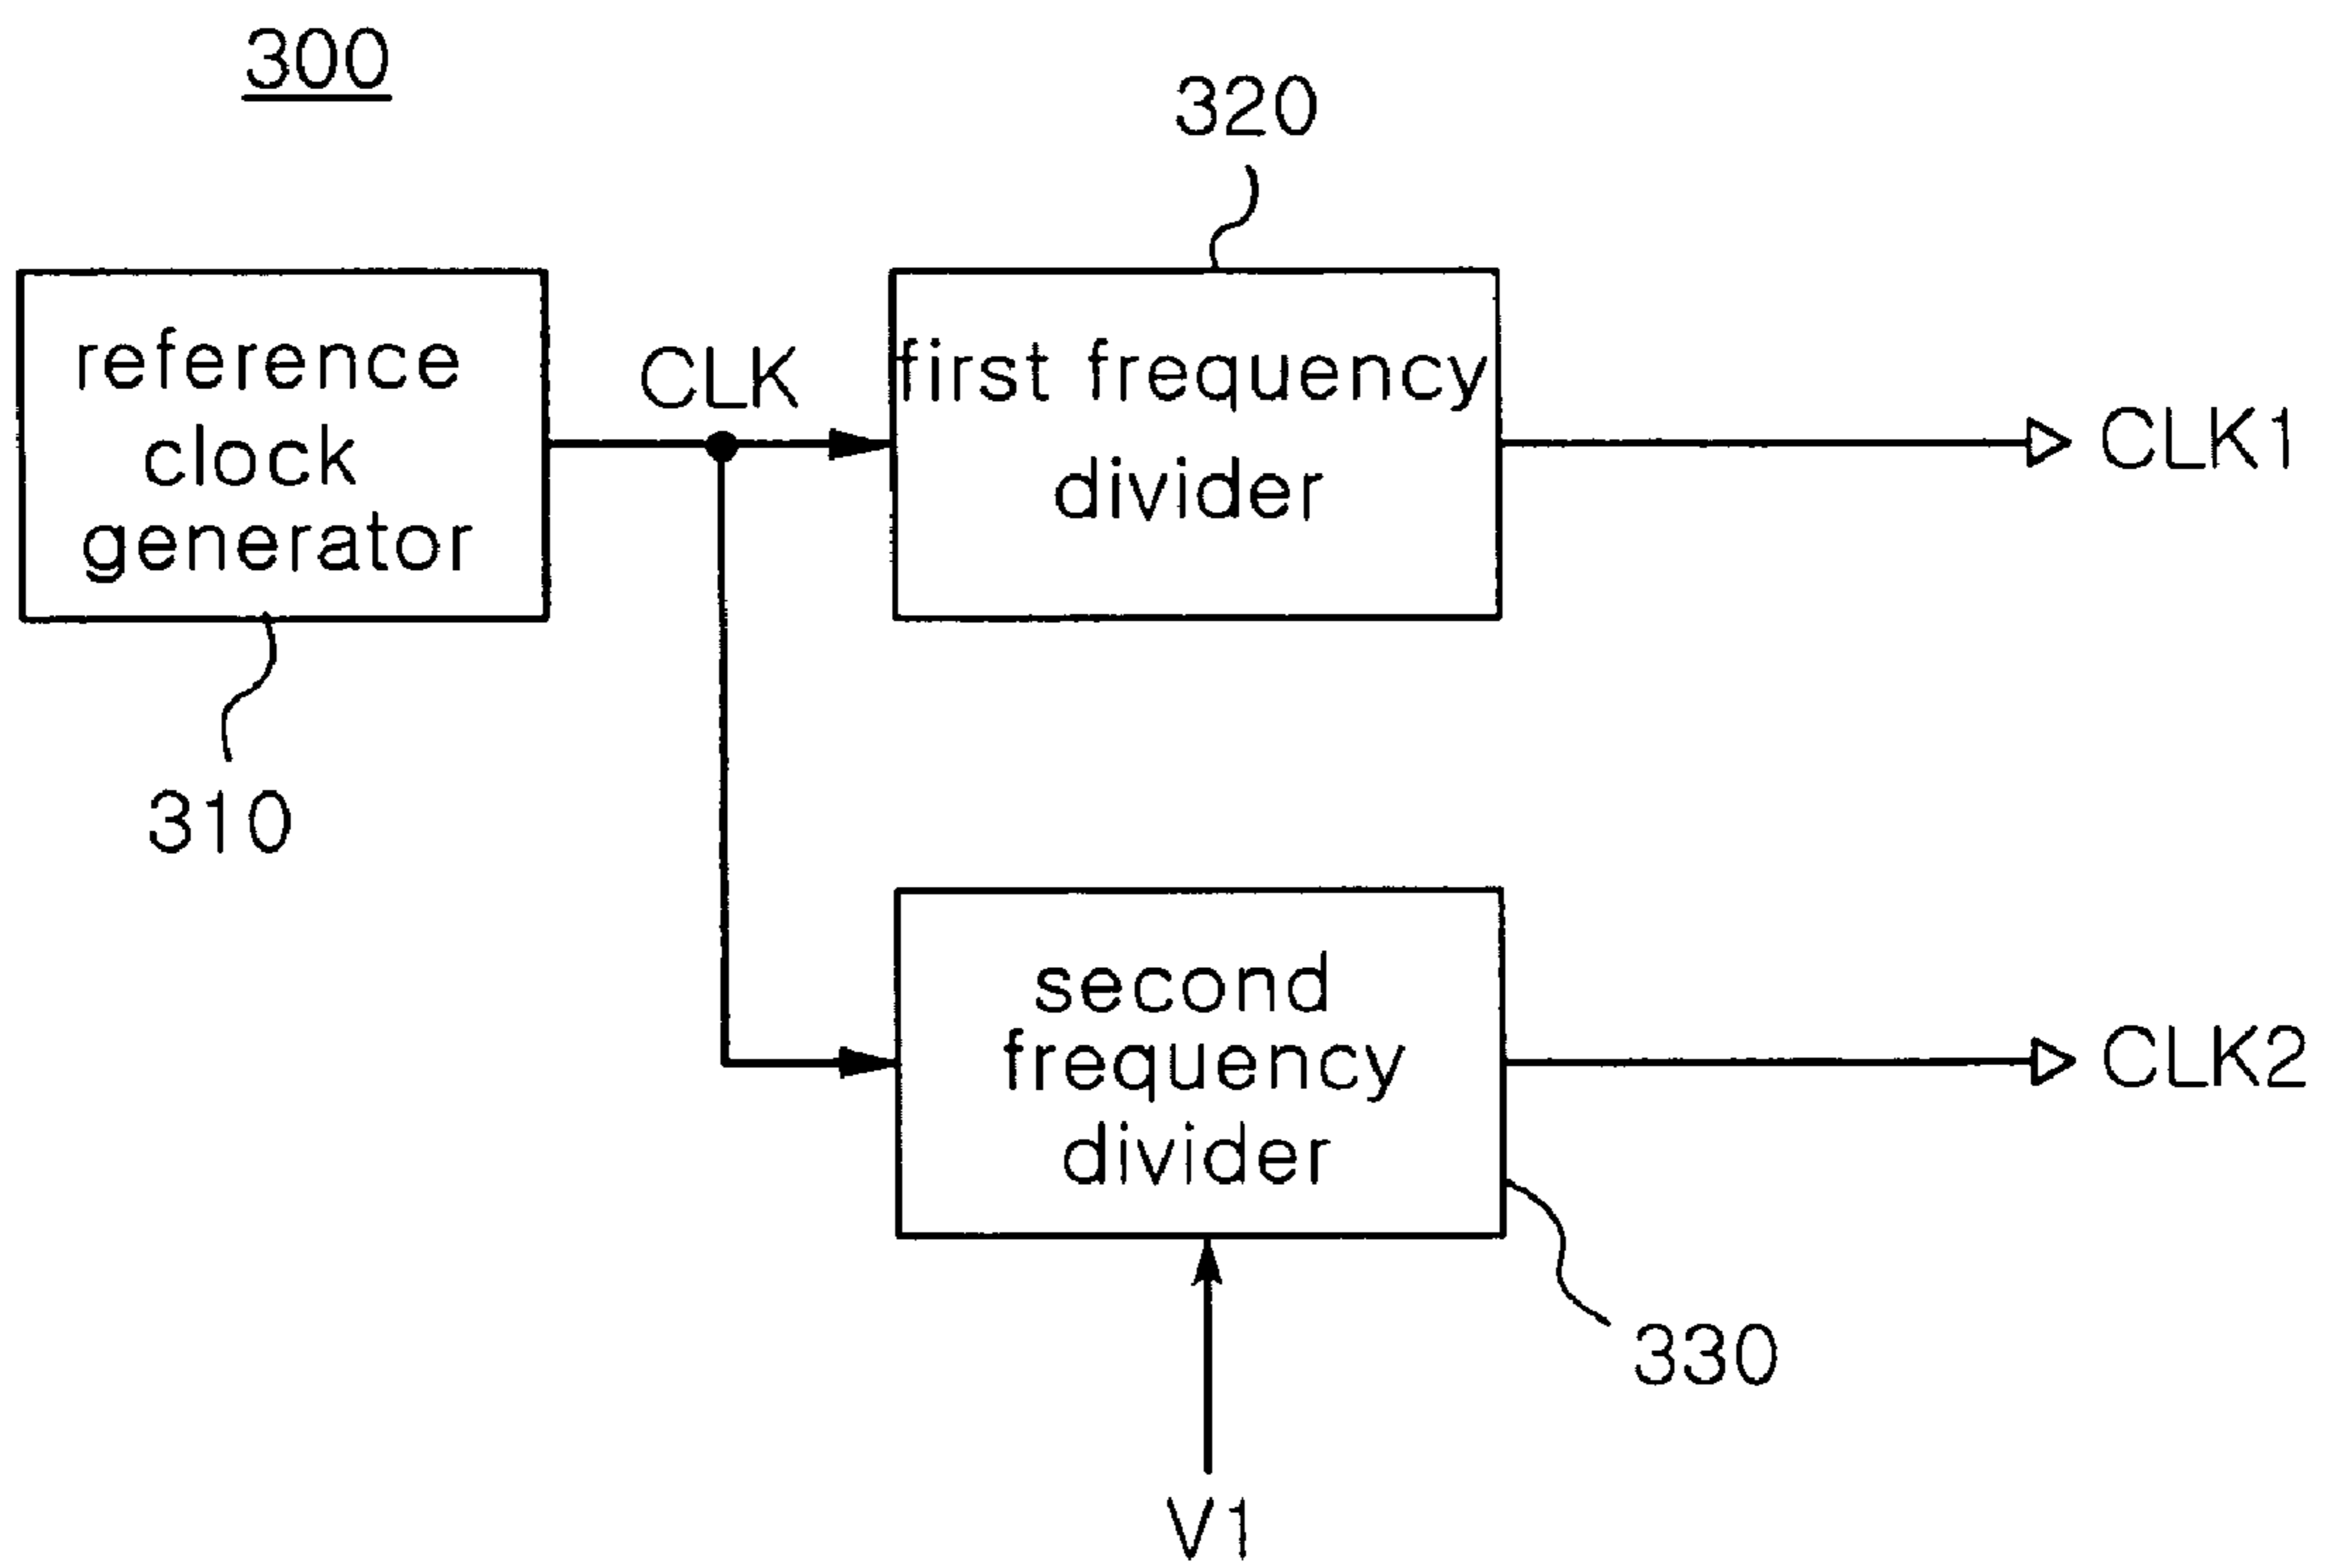 300
320
reference
clock
generator
CLK
first frequency
divider
CLK1
310
second
frequency
divider
CLK2
330
V1